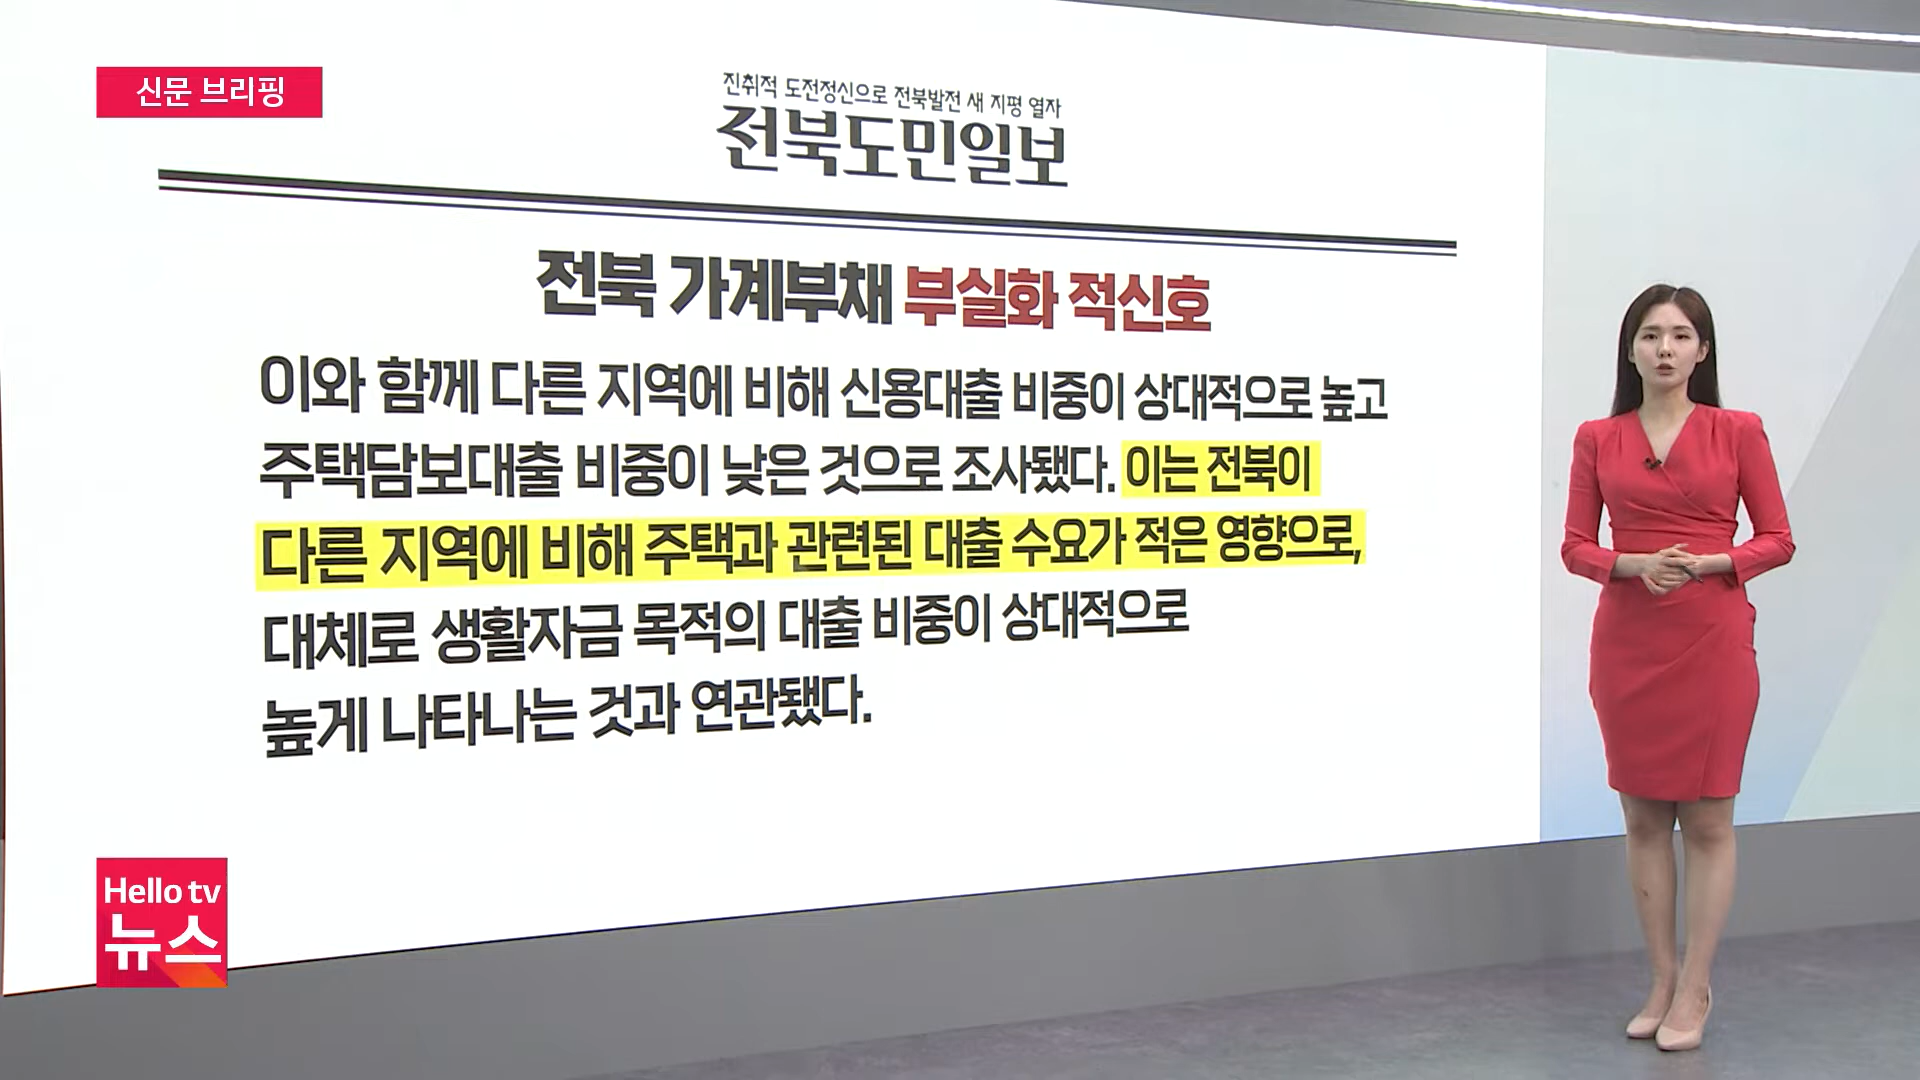 신문 브리핑
진취적 도전정신으로 전북발전 새 지평 열자
전북도민일보
전북 가계부채 부실화 적신호
이와 함께 다른 지역에 비해 신용대출 비중이 상대적으로 높고
주택담보대출 비중이 낮은 것으로 조사됐다. 이는 전북이
다른 지역에 비해 주택과 관련된 대출 수요가 적은 영향으로,
대체로 생활자금 목적의 대출 비중이 상대적으로
높게 나타나는 것과 연관됐다.
Hello tv
뉴스